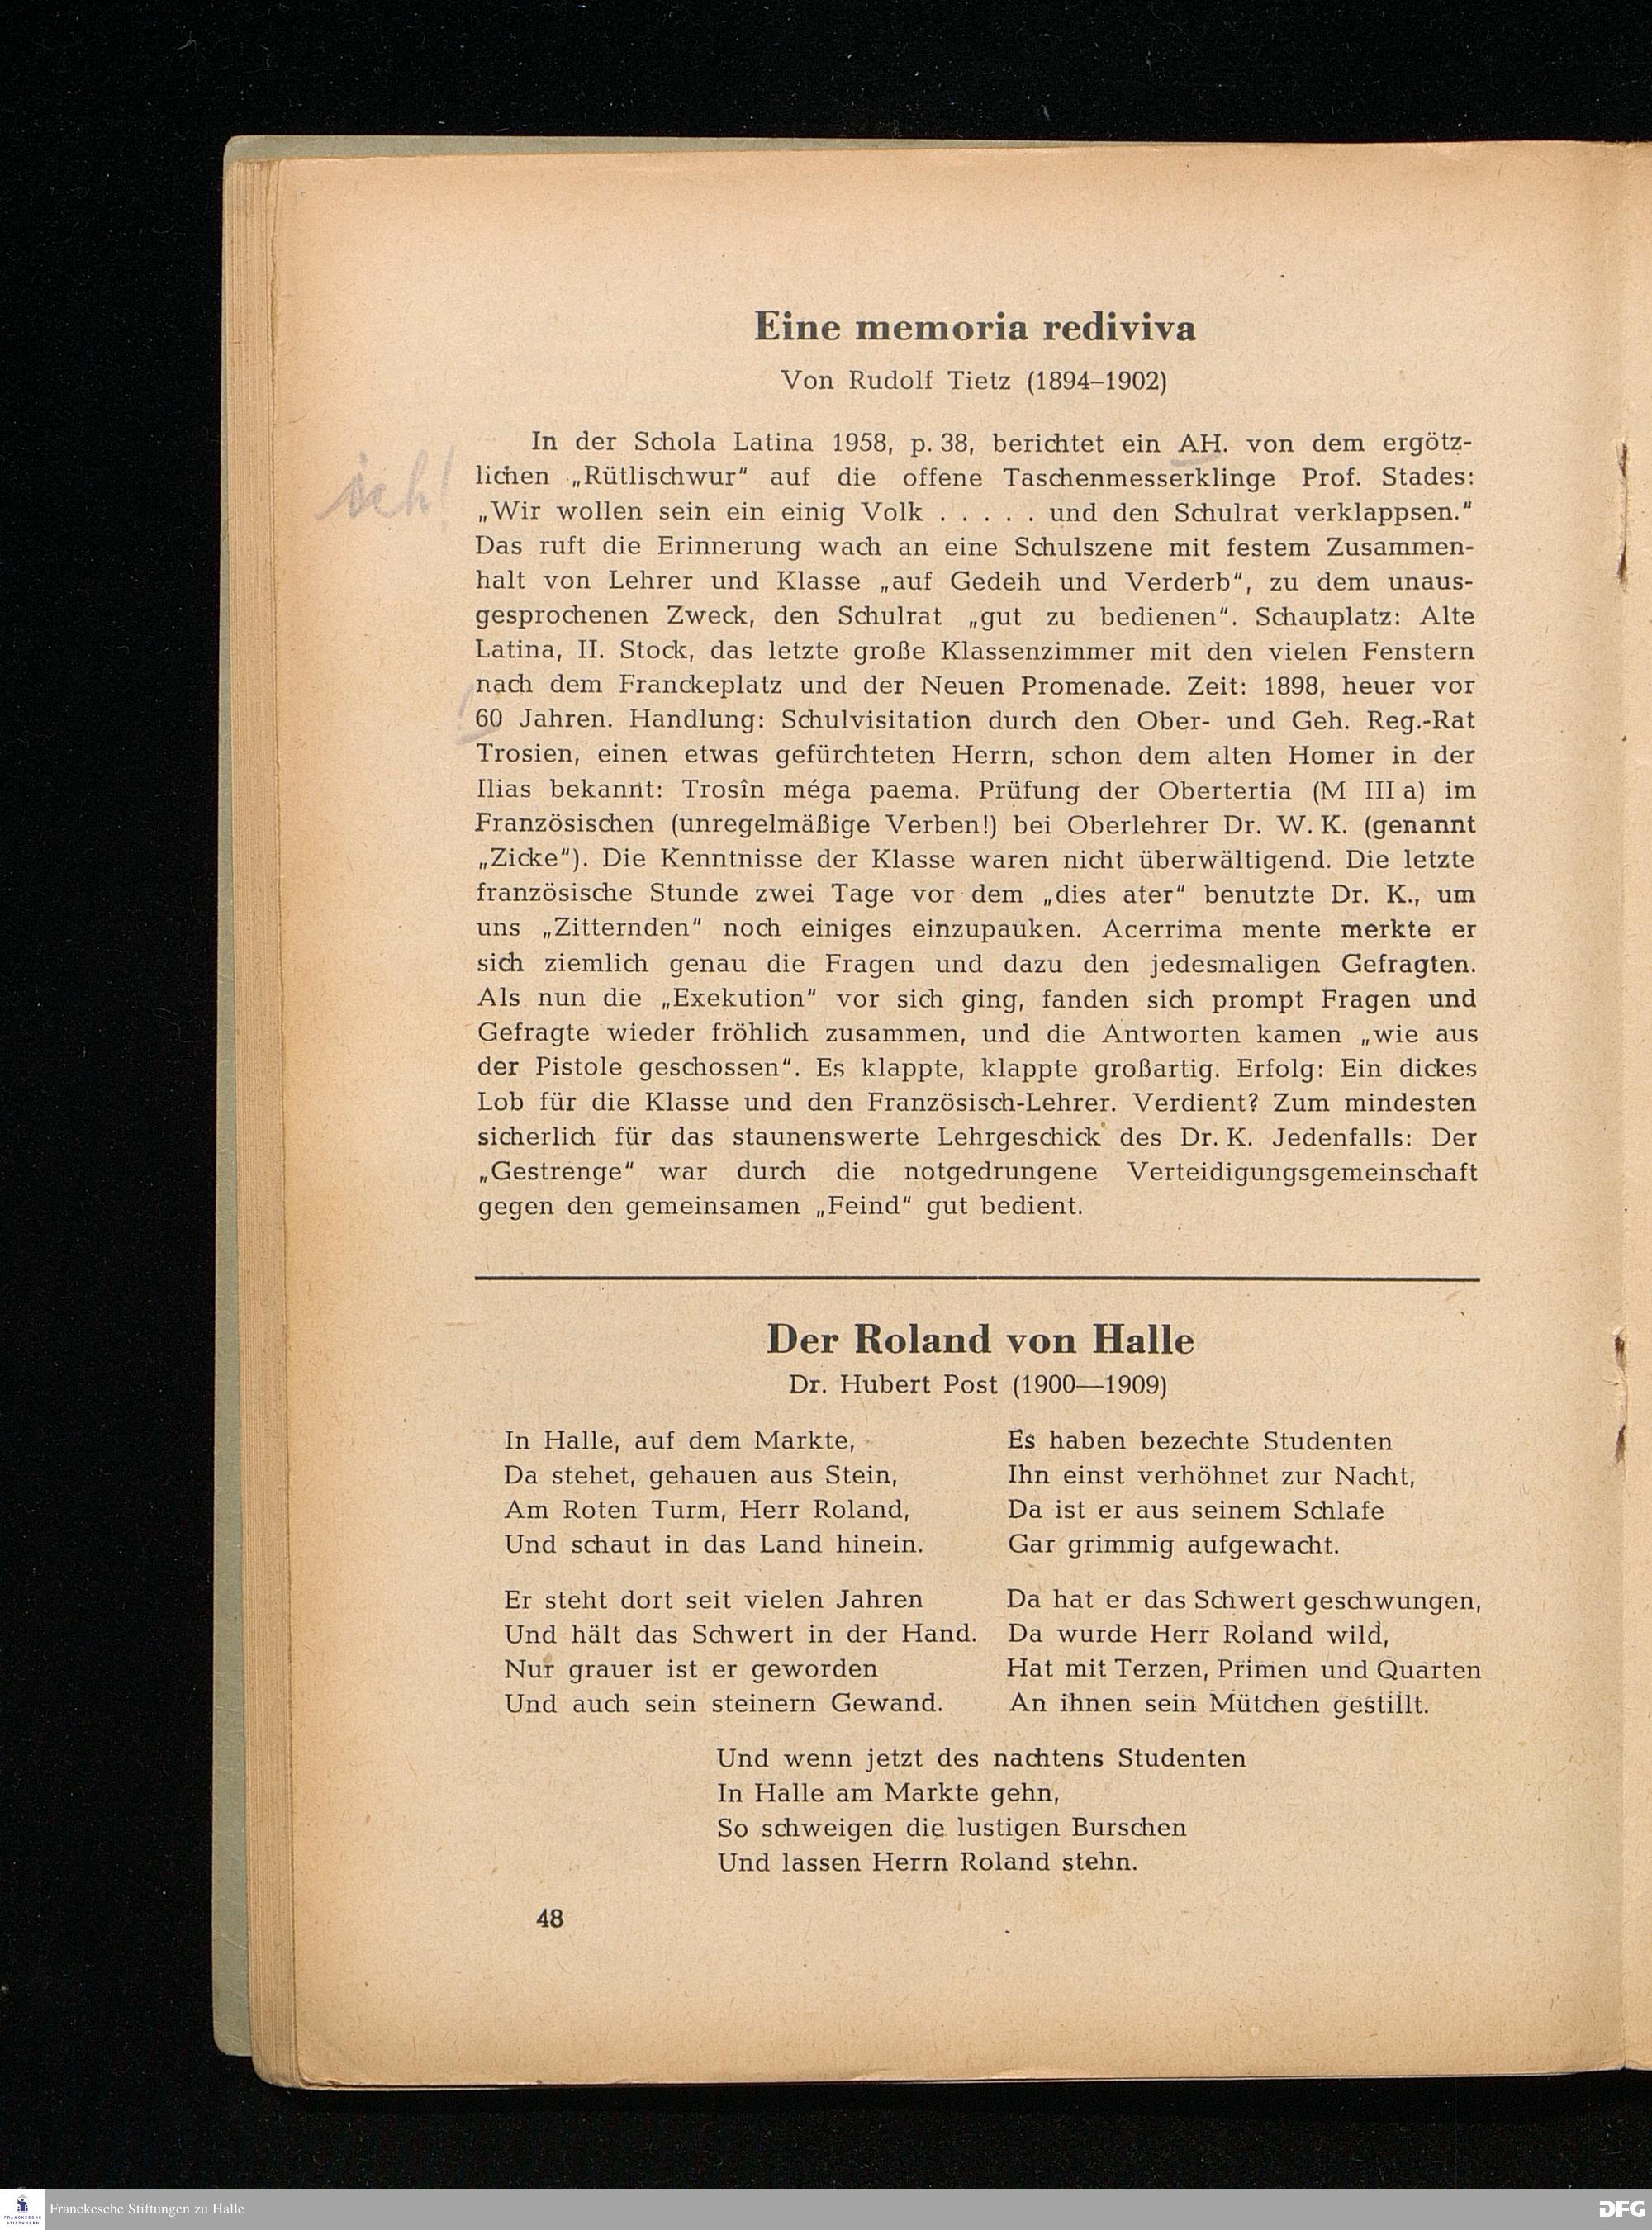 Eine memoria rediviva
Von Rudolf Tietz (1894–1902)
In der Schola Latina 1958, p. 38, berichtet ein AH. von dem ergötz-
lichen „Rütlischwur“ auf die offene Taschenmesserklinge Prof. Stades:
ich!
„Wir wollen sein ein einig Volk . . . . . und den Schulrat verklappsen.“
Das ruft die Erinnerung wach an eine Schulszene mit festem Zusammen-
halt von Lehrer und Klasse „auf Gedeih und Verderb“, zu dem unaus-
gesprochenen Zweck, den Schulrat „gut zu bedienen“. Schauplatz: Alte
Latina, II. Stock, das letzte große Klassenzimmer mit den vielen Fenstern
nach dem Franckeplatz und der Neuen Promenade. Zeit: 1898, heuer vor
60 Jahren. Handlung: Schulvisitation durch den Ober- und Geh. Reg.-Rat
Trosien, einen etwas gefürchteten Herrn, schon dem alten Homer in der
Ilias bekannt: Trosîn méga paema. Prüfung der Obertertia (M III a) im
Französischen (unregelmäßige Verben!) bei Oberlehrer Dr. W. K. (genannt
„Zicke“). Die Kenntnisse der Klasse waren nicht überwältigend. Die letzte
französische Stunde zwei Tage vor dem „dies ater“ benutzte Dr. K., um
uns „Zitternden“ noch einiges einzupauken. Acerrima mente merkte er
sich ziemlich genau die Fragen und dazu den jedesmaligen Gefragten.
Als nun die „Exekution“ vor sich ging, fanden sich prompt Fragen und
Gefragte wieder fröhlich zusammen, und die Antworten kamen „wie aus
der Pistole geschossen“. Es klappte, klappte großartig. Erfolg: Ein dickes
Lob für die Klasse und den Französisch-Lehrer. Verdient? Zum mindesten
sicherlich für das staunenswerte Lehrgeschick des Dr. K. Jedenfalls: Der
„Gestrenge“ war durch die notgedrungene Verteidigungsgemeinschaft
gegen den gemeinsamen „Feind“ gut bedient.
Der Roland von Halle
Dr. Hubert Post (1900—1909)
In Halle, auf dem Markte,
Da stehet, gehauen aus Stein,
Am Roten Turm, Herr Roland,
Und schaut in das Land hinein.
Er steht dort seit vielen Jahren
Und hält das Schwert in der Hand.
Nur grauer ist er geworden
Und auch sein steinern Gewand.
Es haben bezechte Studenten
Ihn einst verhöhnet zur Nacht,
Da ist er aus seinem Schlafe
Gar grimmig aufgewacht.
Da hat er das Schwert geschwungen,
Da wurde Herr Roland wild,
Hat mit Terzen, Primen und Quarten
An ihnen sein Mütchen gestillt.
Und wenn jetzt des nachtens Studenten
In Halle am Markte gehn,
So schweigen die lustigen Burschen
Und lassen Herrn Roland stehn.
48
FRANCKESCHE
STIFTUNGEN
Franckesche Stiftungen zu Halle
DFG